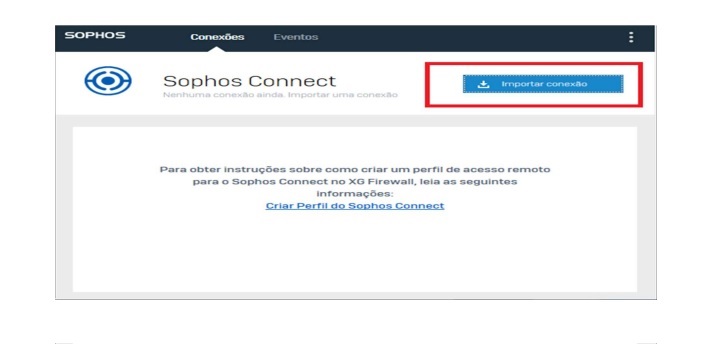 SOPHOS Conexões Eventos
Sophos Connect
Importar conexão
Nenhuma conexão ainda. Importar uma conexão
Para obter instruções sobre como criar um perfil de acesso remoto
para o Sophos Connect no XG Firewall, leia as seguintes
informações:
Criar Perfil do Sophos Connect